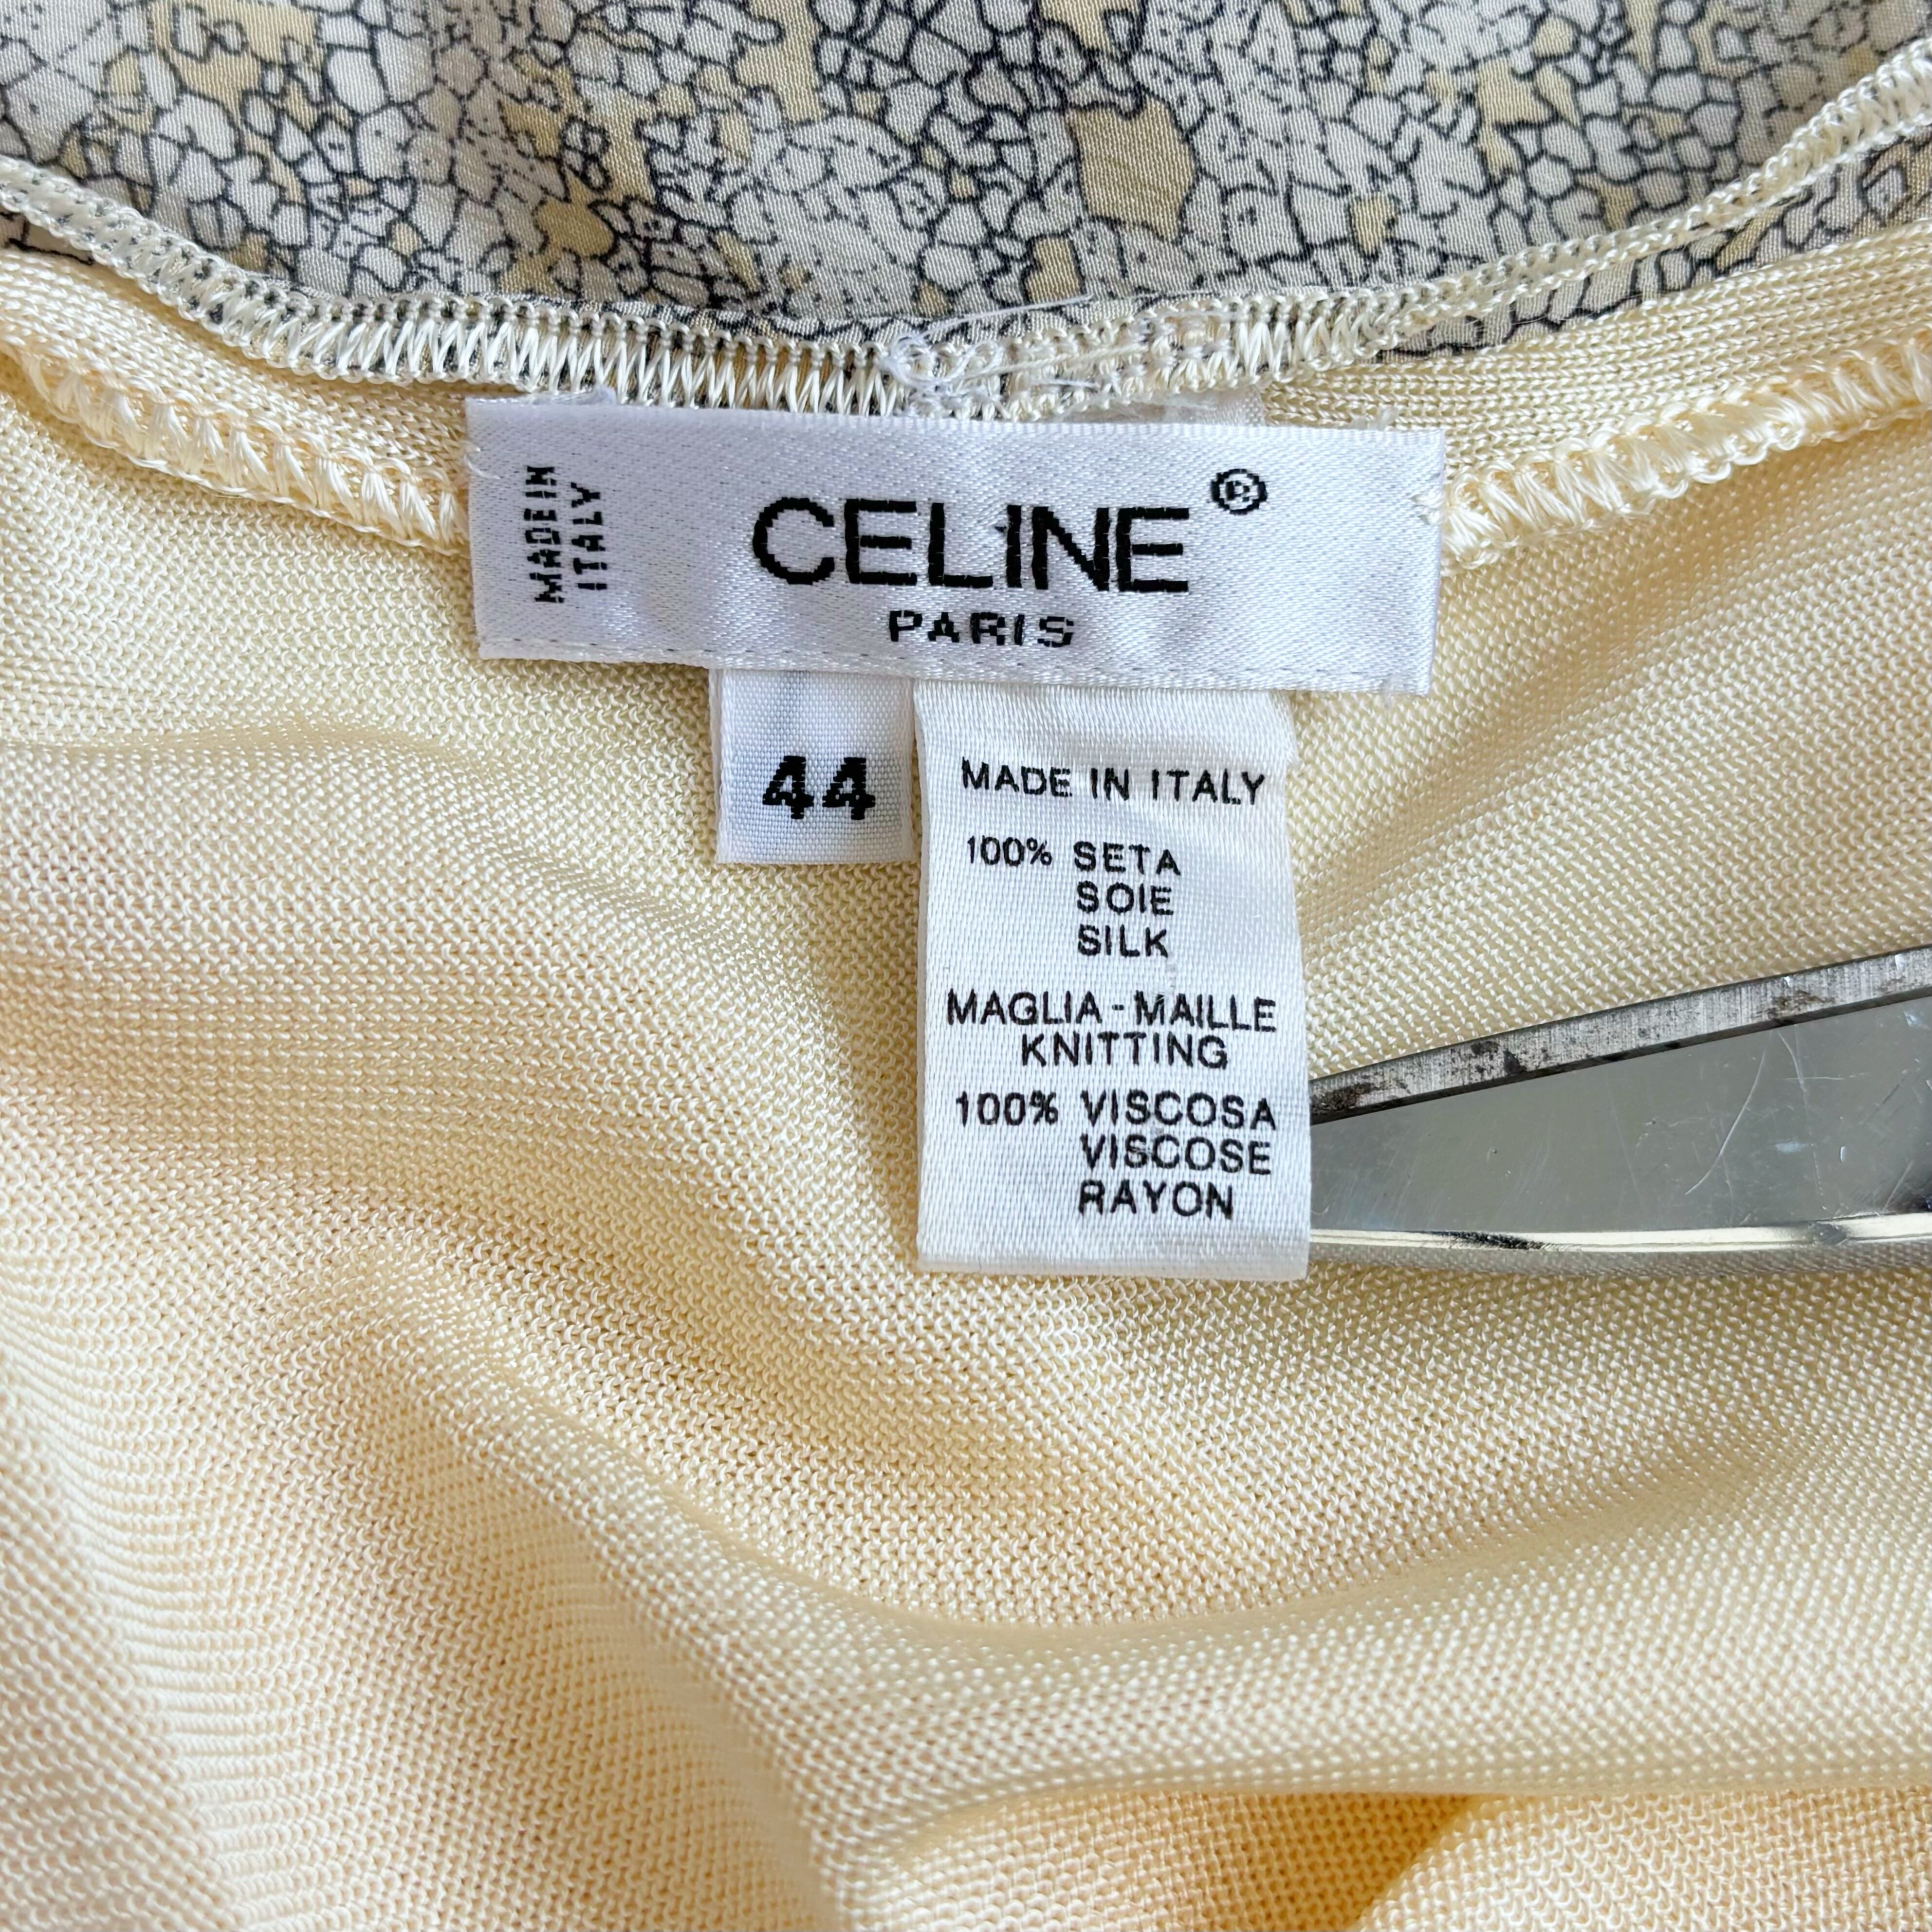 MADE IN
ITALY
CELINE®
PARIS
44
MADE IN ITALY
100% SETA
SOIE
SILK
MAGLIA - MAILLE
KNITTING
100% VISCOSA
VISCOSE
RAYON